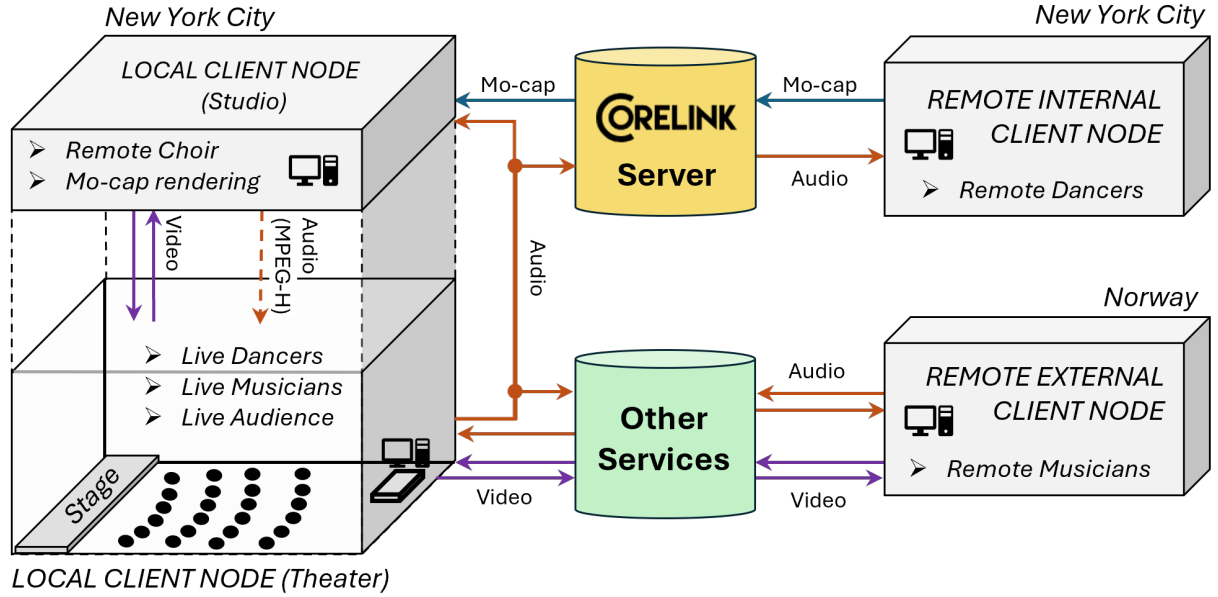 New York City
New York City
LOCAL CLIENT NODE
(Studio)
➢ Remote Choir
➢ Mo-cap rendering
Mo-cap
CORELINK
Server
Mo-cap
Audio
REMOTE INTERNAL
CLIENT NODE
➢ Remote Dancers
Video
Audio
(MPEG-H)
Audio
➢ Live Dancers
➢ Live Musicians
➢ Live Audience
Stage
Video
Other
Services
Audio
Video
Norway
REMOTE EXTERNAL
CLIENT NODE
➢ Remote Musicians
LOCAL CLIENT NODE (Theater)